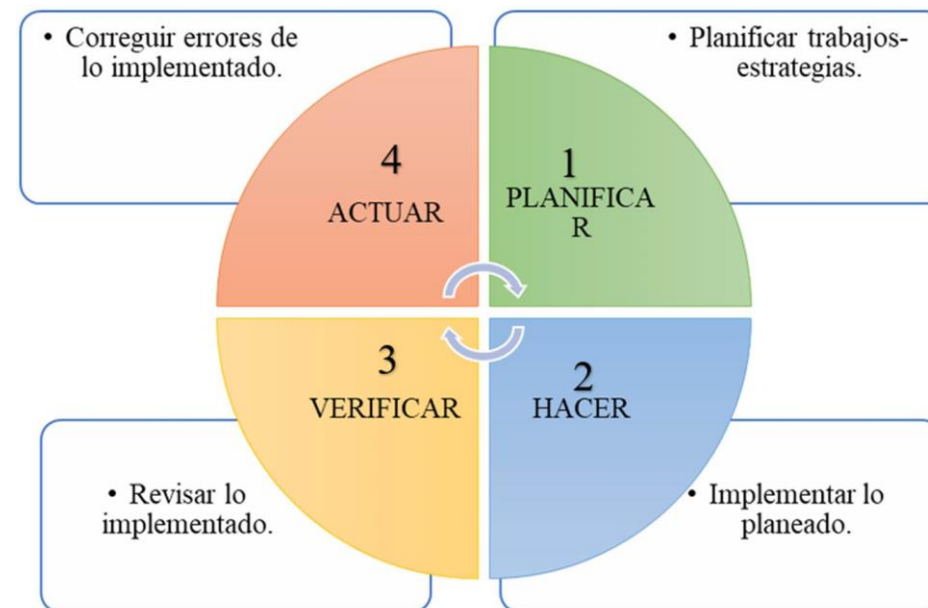 • Correguir errores de
lo implementado.
• Planificar trabajos-
estrategias.
4
ACTUAR
1
PLANIFICA
R
3
VERIFICAR
2
HACER
• Revisar lo
implementado.
• Implementar lo
planeado.